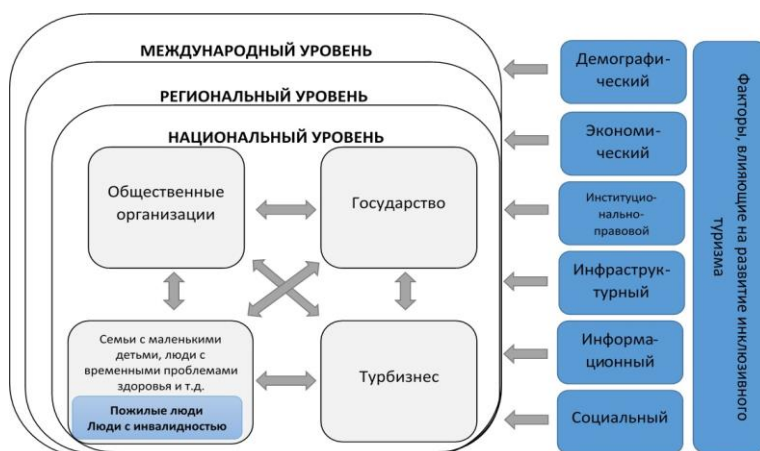 МЕЖДУНАРОДНЫЙ УРОВЕНЬ
РЕГИОНАЛЬНЫЙ УРОВЕНЬ
НАЦИОНАЛЬНЫЙ УРОВЕНЬ
Общественные
организации
Государство
Семьи с маленькими
детьми, люди с
временными проблемами
здоровья и т.д.
Пожилые люди
Люди с инвалидностью
Турбизнес
Демографи-
ческий
Экономи-
ческий
Институцио-
нально-
правовой
Инфраструк-
турный
Информа-
ционный
Социальный
Факторы, влияющие на развитие инклюзивного
туризма